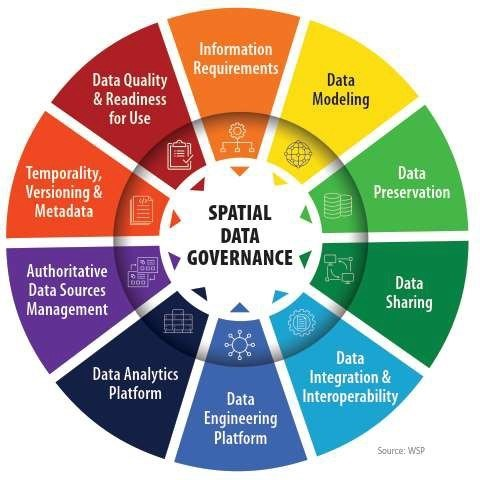 Information
Requirements
Data
Modeling
Data
Preservation
Data
Sharing
Data
Integration &
Interoperability
Data
Engineering
Platform
Data Analytics
Platform
Authoritative
Data Sources
Management
Temporality,
Versioning &
Metadata
Data Quality
& Readiness
for Use
SPATIAL
DATA
GOVERNANCE
Source: WSP